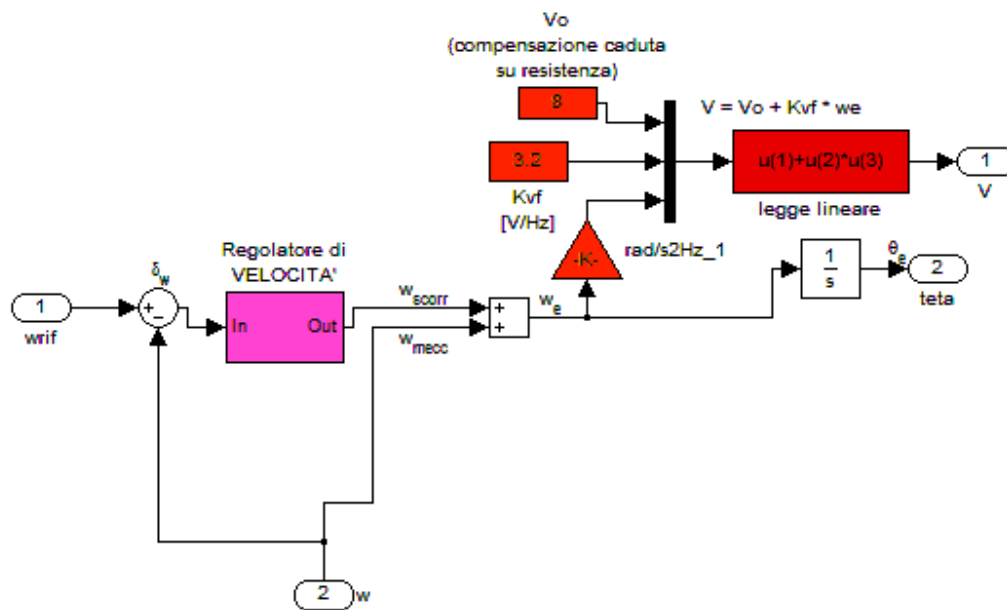 Vo
(compensazione caduta
su resistenza)
8
V = Vo + Kvf * we
3.2
u(1)+u(2)*u(3)
1
V
Kvf
[V/Hz]
legge lineare
-K-
rad/s2Hz_1
Regolatore di
VELOCITA'
δw
1
wrif
+
−
In
Out
wscorr
wmecc
+
+
we
1
s
θe
2
teta
2
w